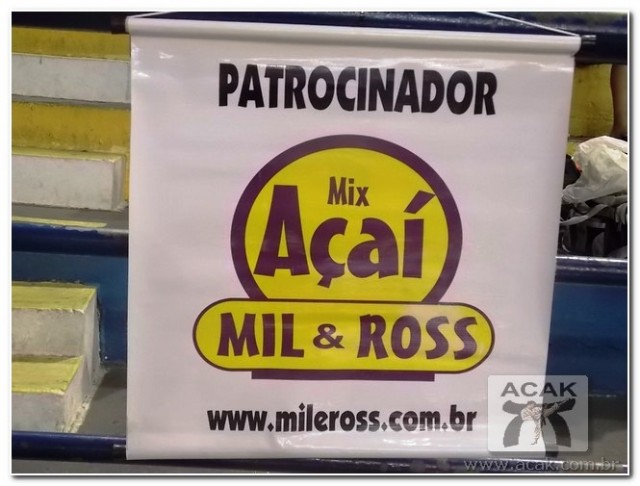 PATROCINADOR
Mix
Açaí
MIL & ROSS
www.mileross.com.br
ACAK
www.acak.com.br